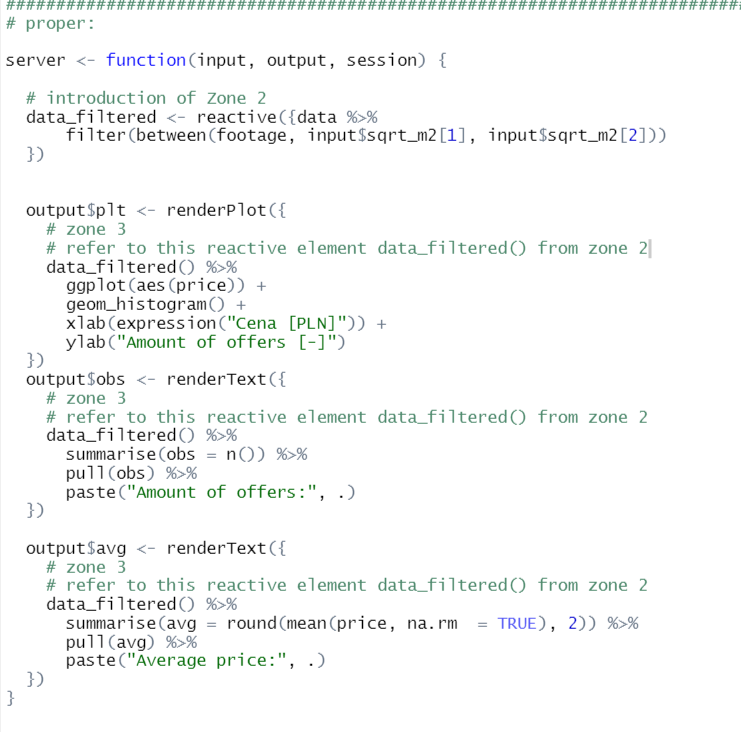 ###########################################################################
# proper:
server <- function(input, output, session) {
  # introduction of Zone 2
  data_filtered <- reactive({data %>%
      filter(between(footage, input$sqrt_m2[1], input$sqrt_m2[2]))
  })
  output$plt <- renderPlot({
    # zone 3
    # refer to this reactive element data_filtered() from zone 2
    data_filtered() %>%
      ggplot(aes(price)) +
      geom_histogram() +
      xlab(expression("Cena [PLN]")) +
      ylab("Amount of offers [-]")
  })
  output$obs <- renderText({
    # zone 3
    # refer to this reactive element data_filtered() from zone 2
    data_filtered() %>%
      summarise(obs = n()) %>%
      pull(obs) %>%
      paste("Amount of offers:", .)
  })
  output$avg <- renderText({
    # zone 3
    # refer to this reactive element data_filtered() from zone 2
    data_filtered() %>%
      summarise(avg = round(mean(price, na.rm  = TRUE), 2)) %>%
      pull(avg) %>%
      paste("Average price:", .)
  })
}